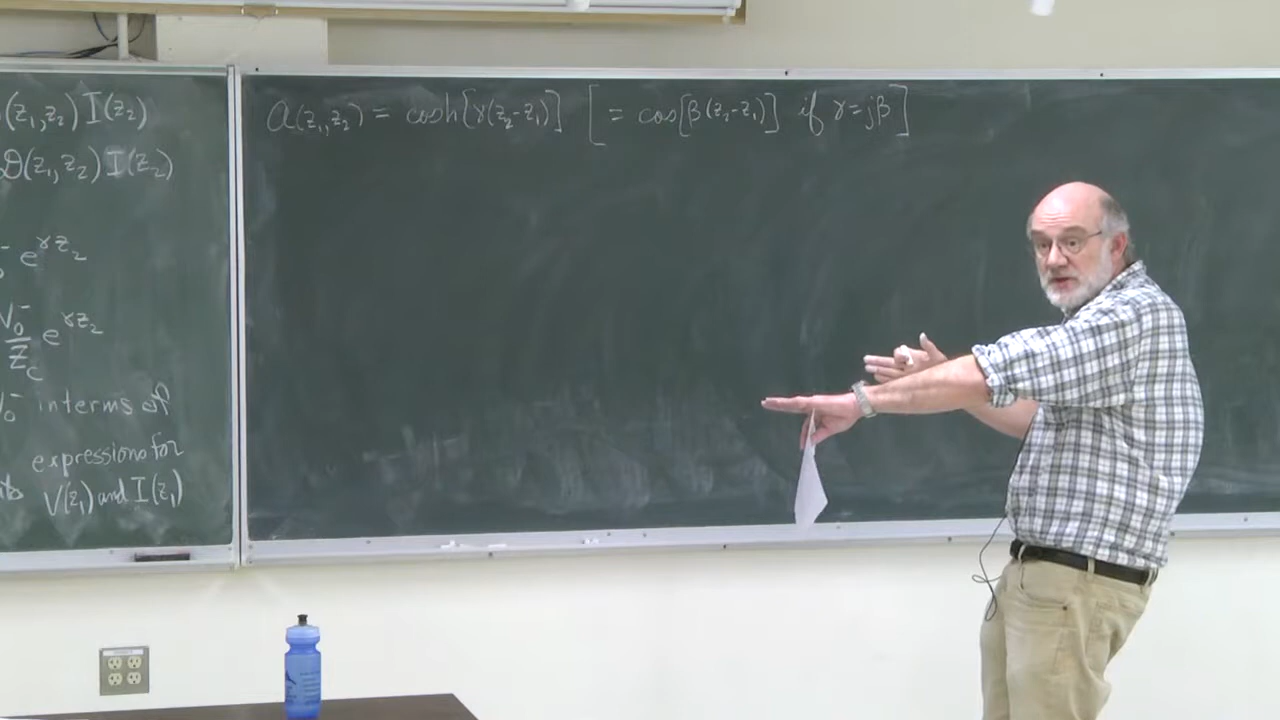 (z₁,z₂) I(z₂)
𝒟(z₁,z₂) I(z₂)
e^γz₂
V₀⁻/Z_C e^γz₂
V₀⁻ interms of
expressions for
V(z₁) and I(z₁)
𝒜(z₁,z₂) = cosh[γ(z₂-z₁)] [= cos[β(z₂-z₁)] if γ=jβ]